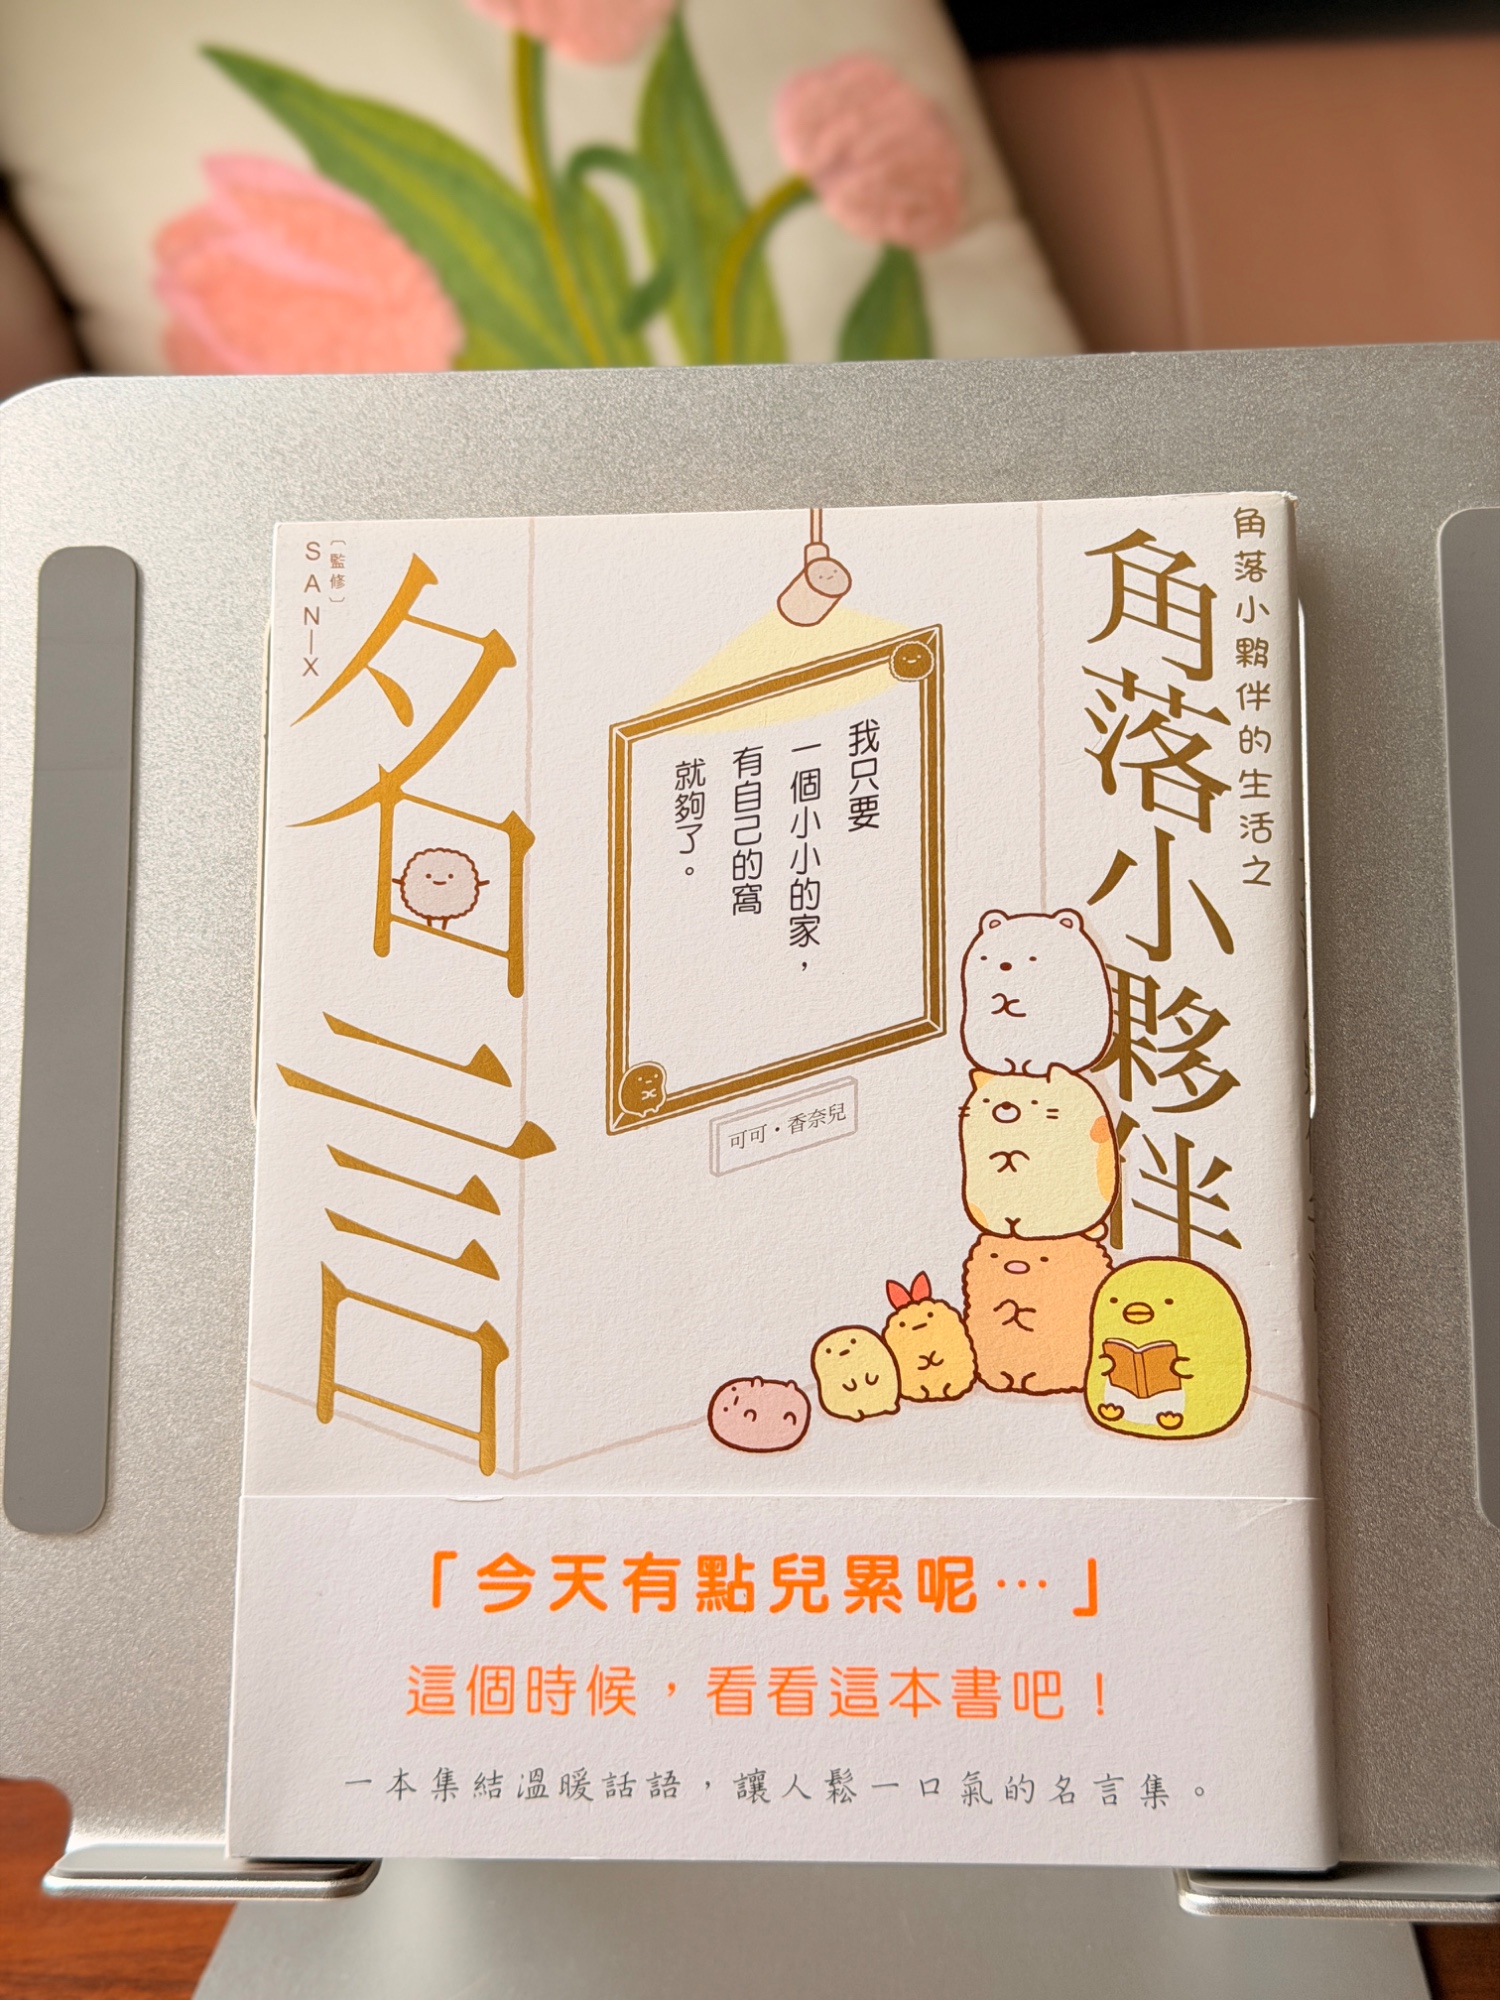 角落小夥伴的生活之
角落小夥伴
名言
〔監修〕
SAN-X
我只要
一個小小的家，
有自己的窩
就夠了。
可可・香奈兒
「今天有點兒累呢…」
這個時候，看看這本書吧！
一本集結溫暖話語，讓人鬆一口氣的名言集。